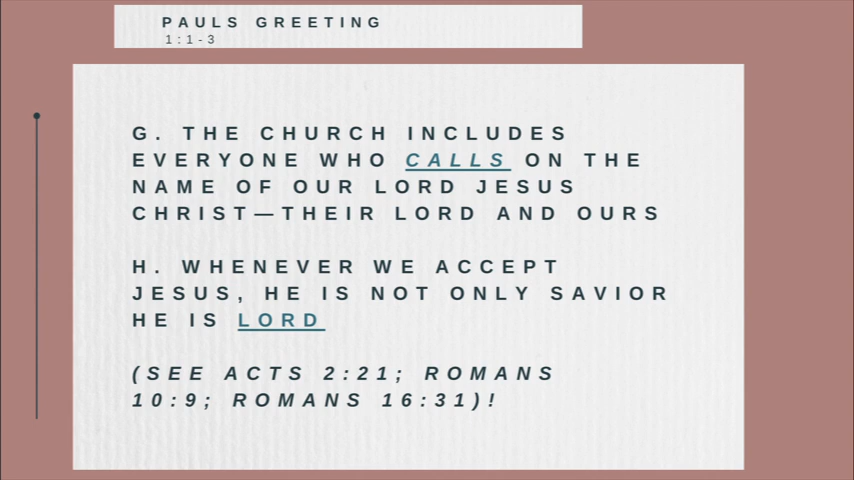 PAULS GREETING
1:1-3
G. THE CHURCH INCLUDES
EVERYONE WHO CALLS ON THE
NAME OF OUR LORD JESUS
CHRIST—THEIR LORD AND OURS
H. WHENEVER WE ACCEPT
JESUS, HE IS NOT ONLY SAVIOR
HE IS LORD
(SEE ACTS 2:21; ROMANS
10:9; ROMANS 16:31)!